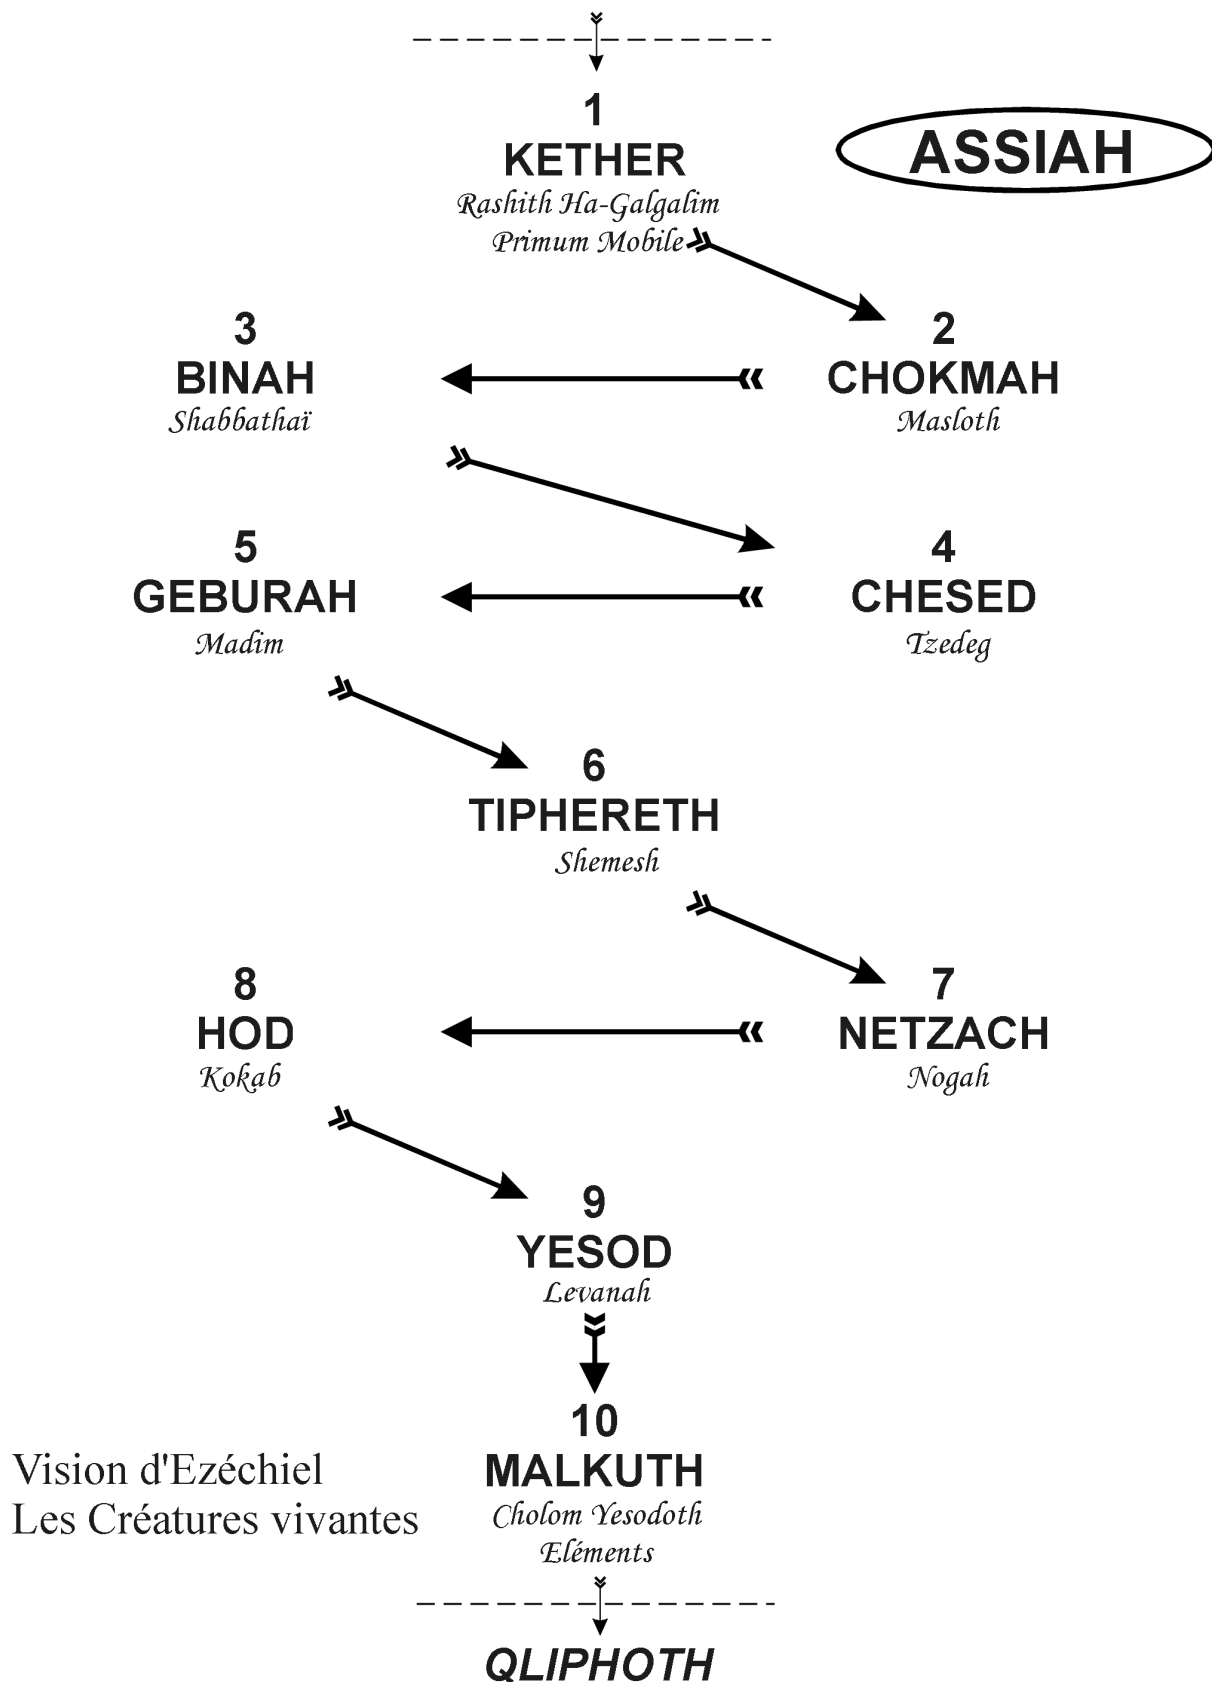 1
KETHER
Rashith Ha-Galgalim
Primum Mobile
ASSIAH
3
BINAH
Shabbathaï
2
CHOKMAH
Masloth
5
GEBURAH
Madim
4
CHESED
Tzedeg
6
TIPHERETH
Shemesh
8
HOD
Kokab
7
NETZACH
Nogah
9
YESOD
Levanah
10
MALKUTH
Cholom Yesodoth
Eléments
Vision d'Ezéchiel
Les Créatures vivantes
QLIPHOTH